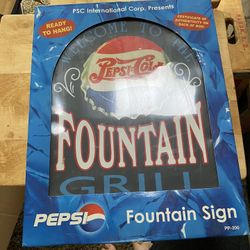 PSC International Corp. Presents
READY
TO HANG!
CERTIFICATE OF
AUTHENTICITY ON
BACK OF BOX!
WELCOME TO THE
PEPSI-COLA
FOUNTAIN
GRILL
PEPSI
Fountain Sign
PP-200